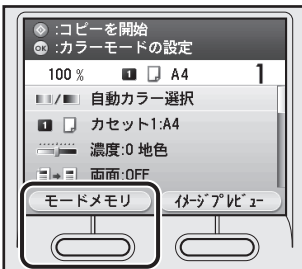 :コピーを開始
OK :カラーモードの設定
100 % 1 A4 1
自動カラー選択
1 カセット1:A4
濃度:0 地色
両面:OFF
モードメモリ イメージプレビュー